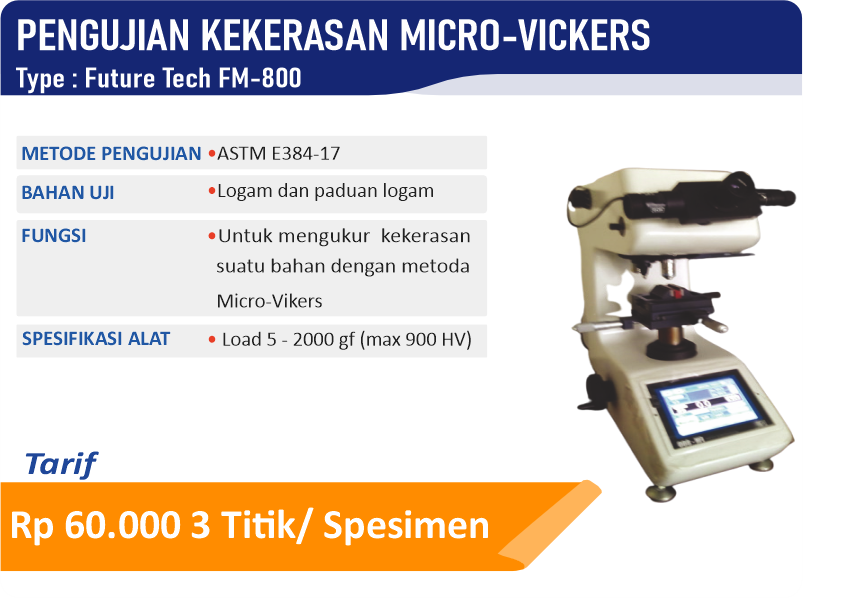 PENGUJIAN KEKERASAN MICRO-VICKERS
Type : Future Tech FM-800
METODE PENGUJIAN •ASTM E384-17
BAHAN UJI •Logam dan paduan logam
FUNGSI •Untuk mengukur kekerasan
suatu bahan dengan metoda
Micro-Vikers
SPESIFIKASI ALAT • Load 5 - 2000 gf (max 900 HV)
Tarif
Rp 60.000 3 Titik/ Spesimen